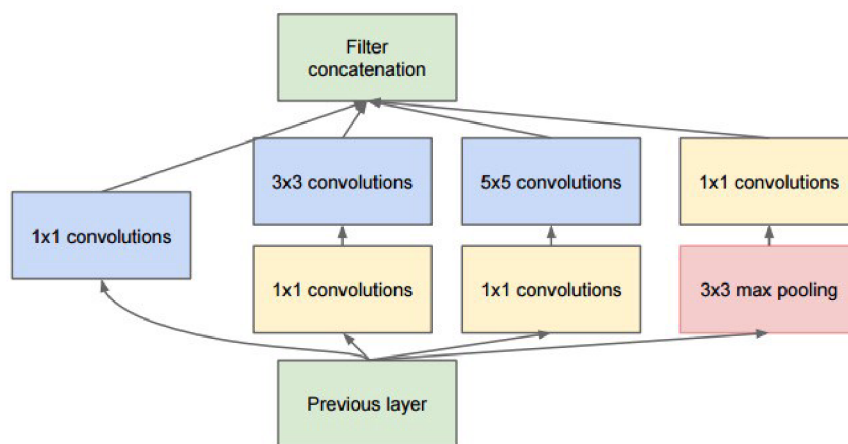 Filter
concatenation
3x3 convolutions
5x5 convolutions
1x1 convolutions
1x1 convolutions
1x1 convolutions
1x1 convolutions
3x3 max pooling
Previous layer